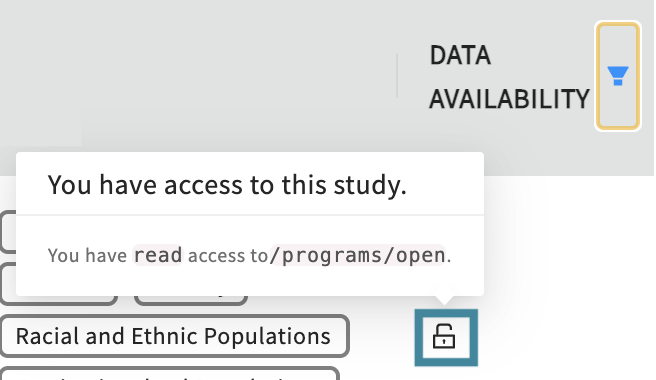 DATA
AVAILABILITY
You have access to this study.
You have read access to/programs/open.
Racial and Ethnic Populations